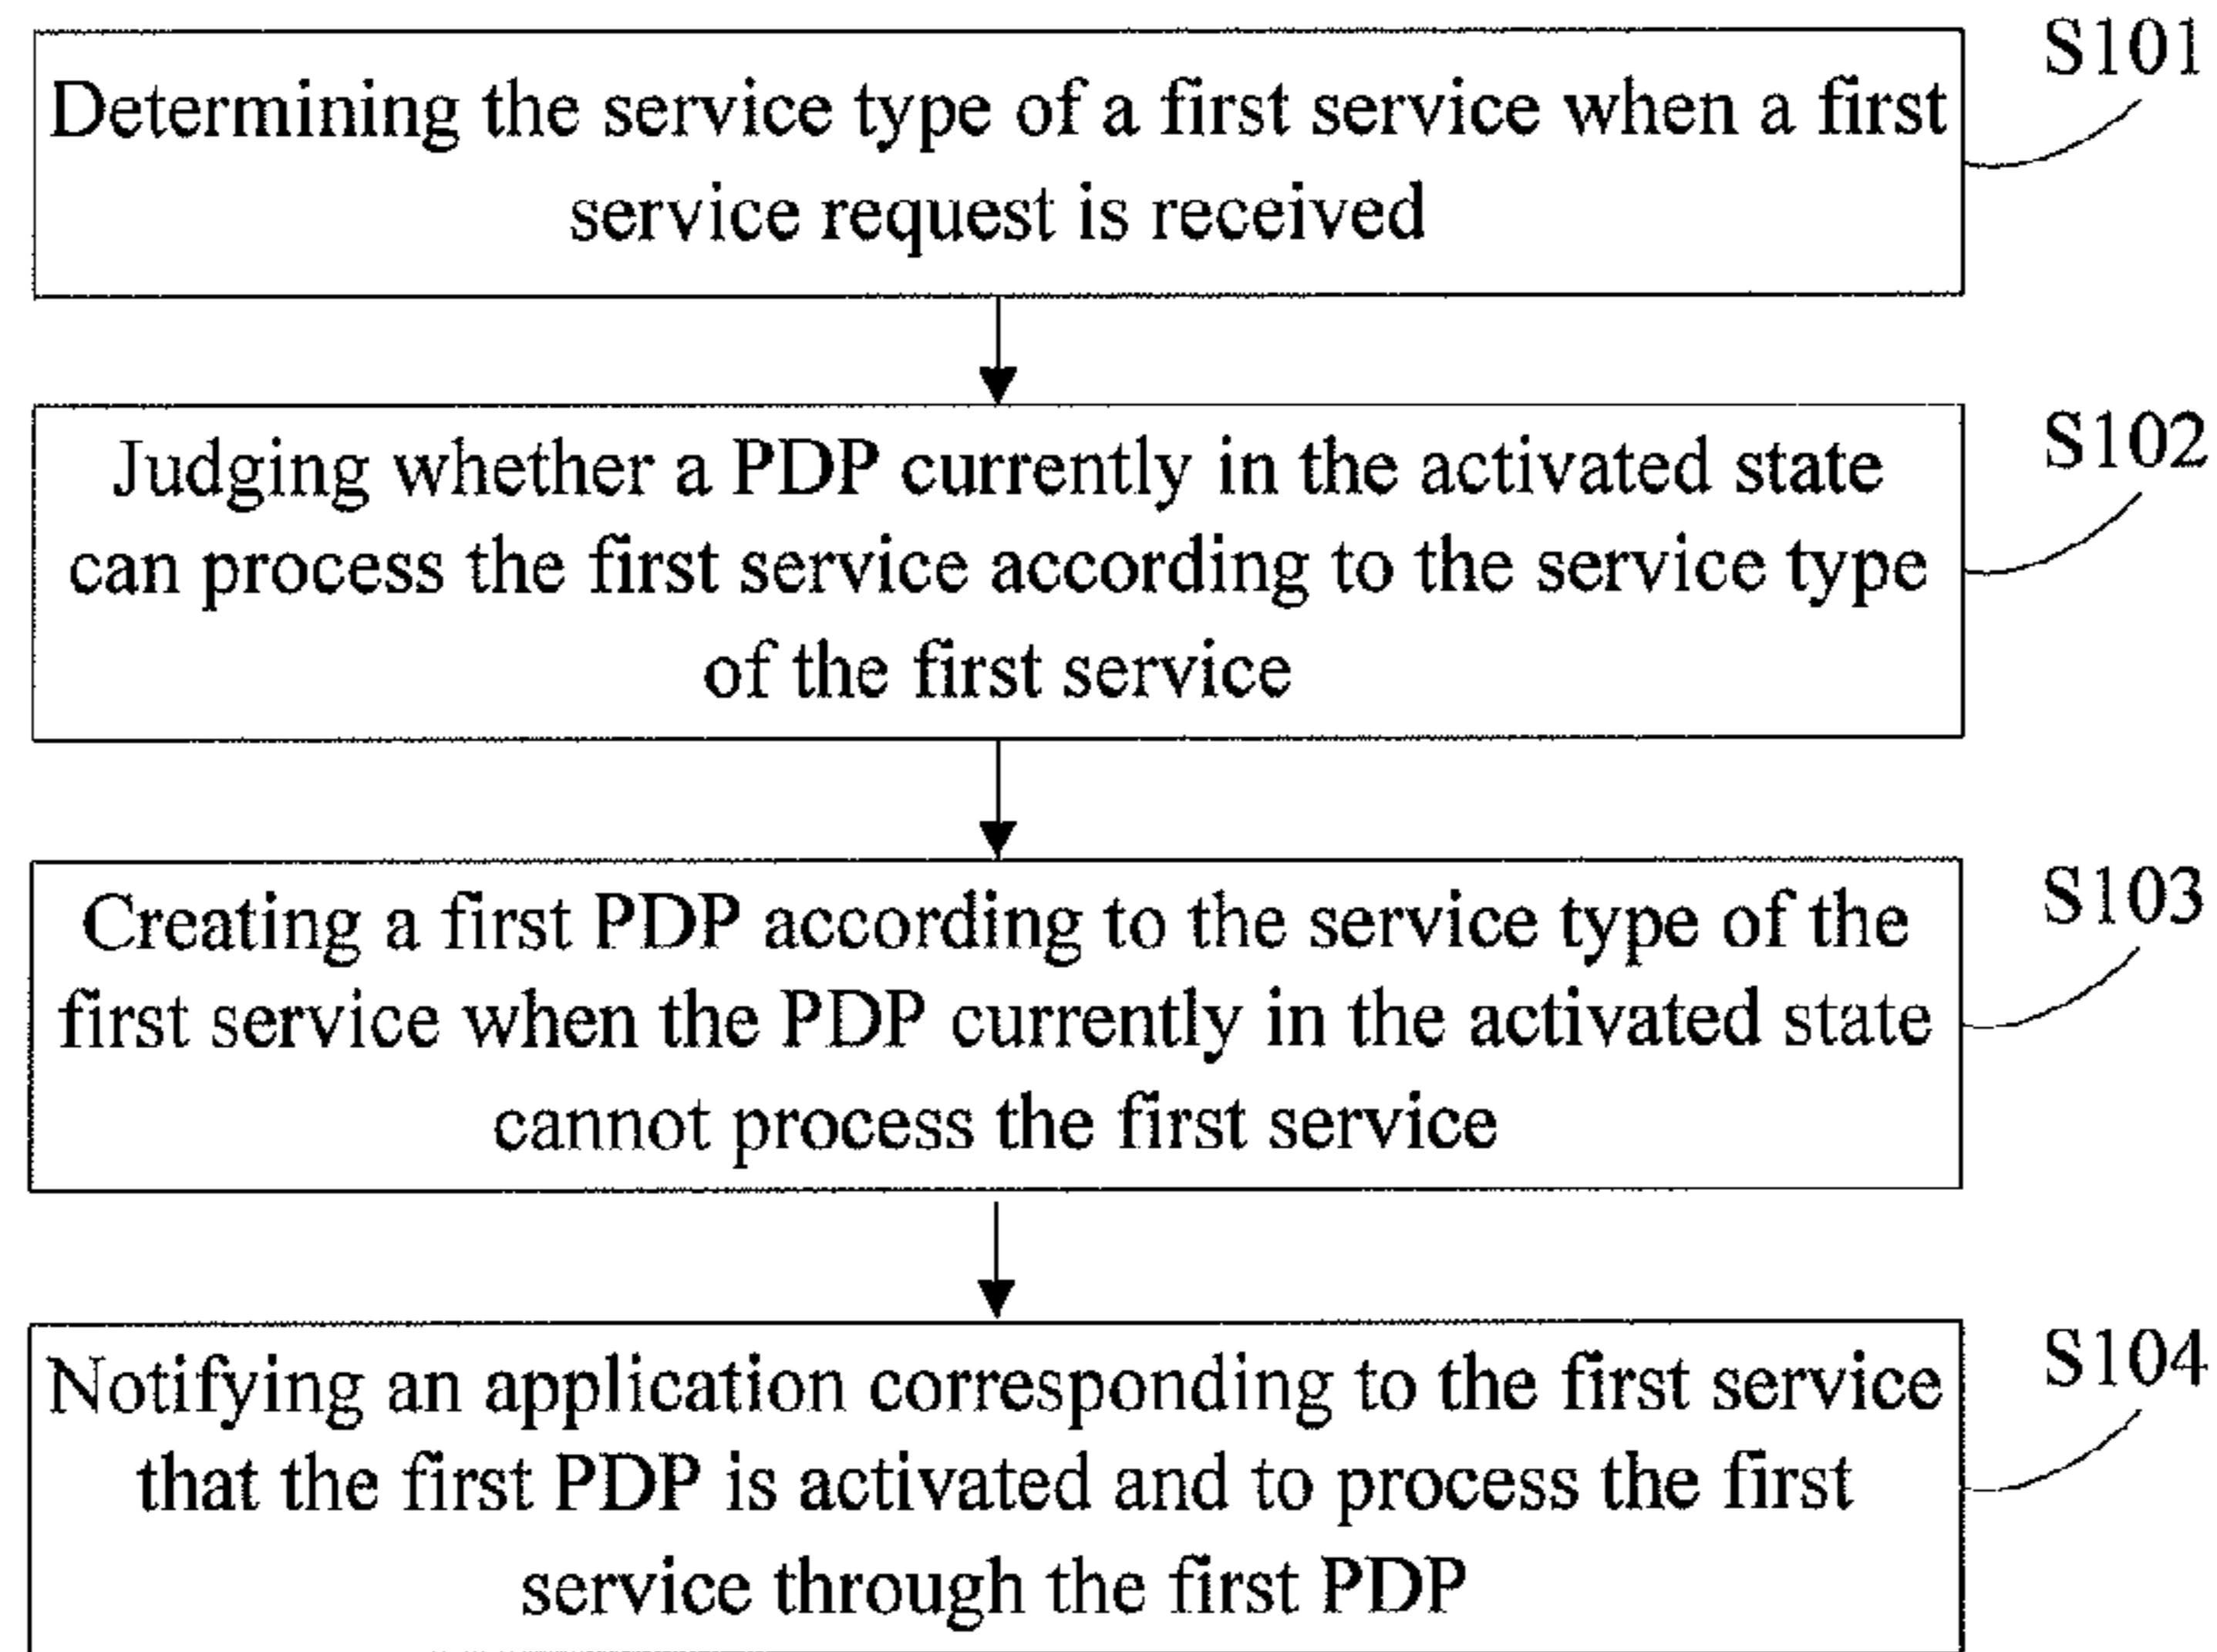 S101
Determining the service type of a first service when a first
service request is received
S102
Judging whether a PDP currently in the activated state
can process the first service according to the service type
of the first service
S103
Creating a first PDP according to the service type of the
first service when the PDP currently in the activated state
cannot process the first service
S104
Notifying an application corresponding to the first service
that the first PDP is activated and to process the first
service through the first PDP